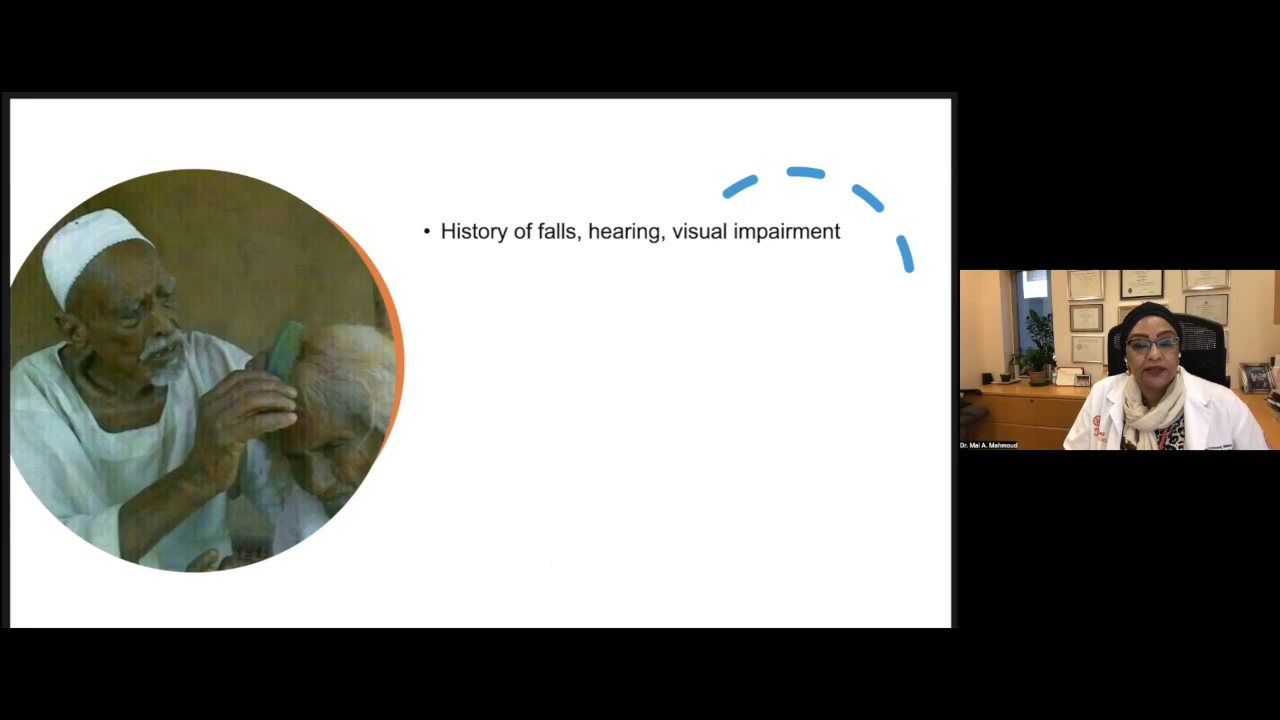 • History of falls, hearing, visual impairment
Dr. Mai A. Mahmoud